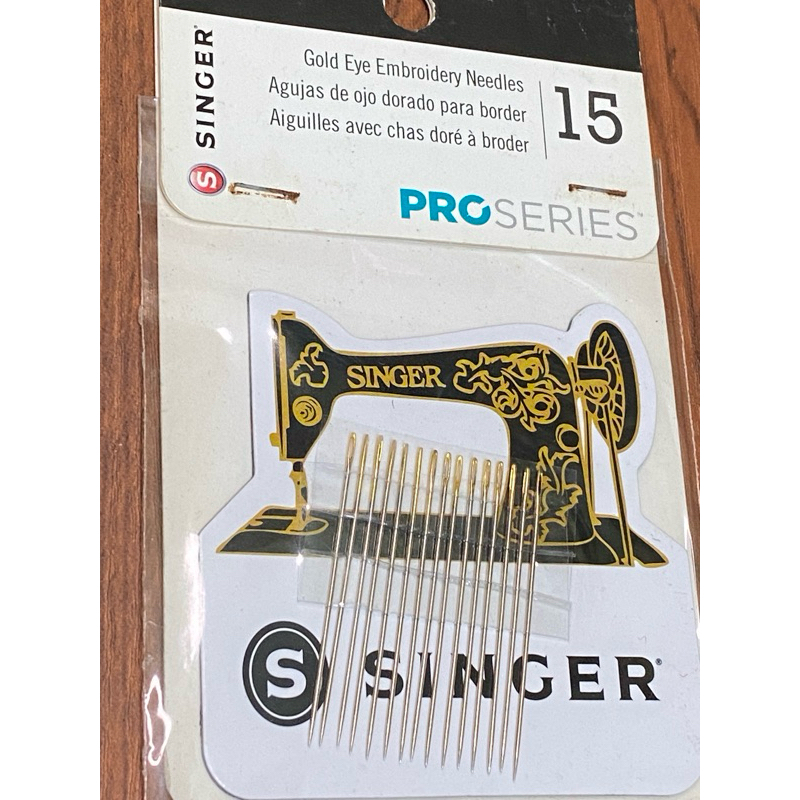 SINGER®
S
Gold Eye Embroidery Needles
Agujas de ojo dorado para border
Aiguilles avec chas doré à broder
15
PROSERIES™
SINGER
S SINGER®